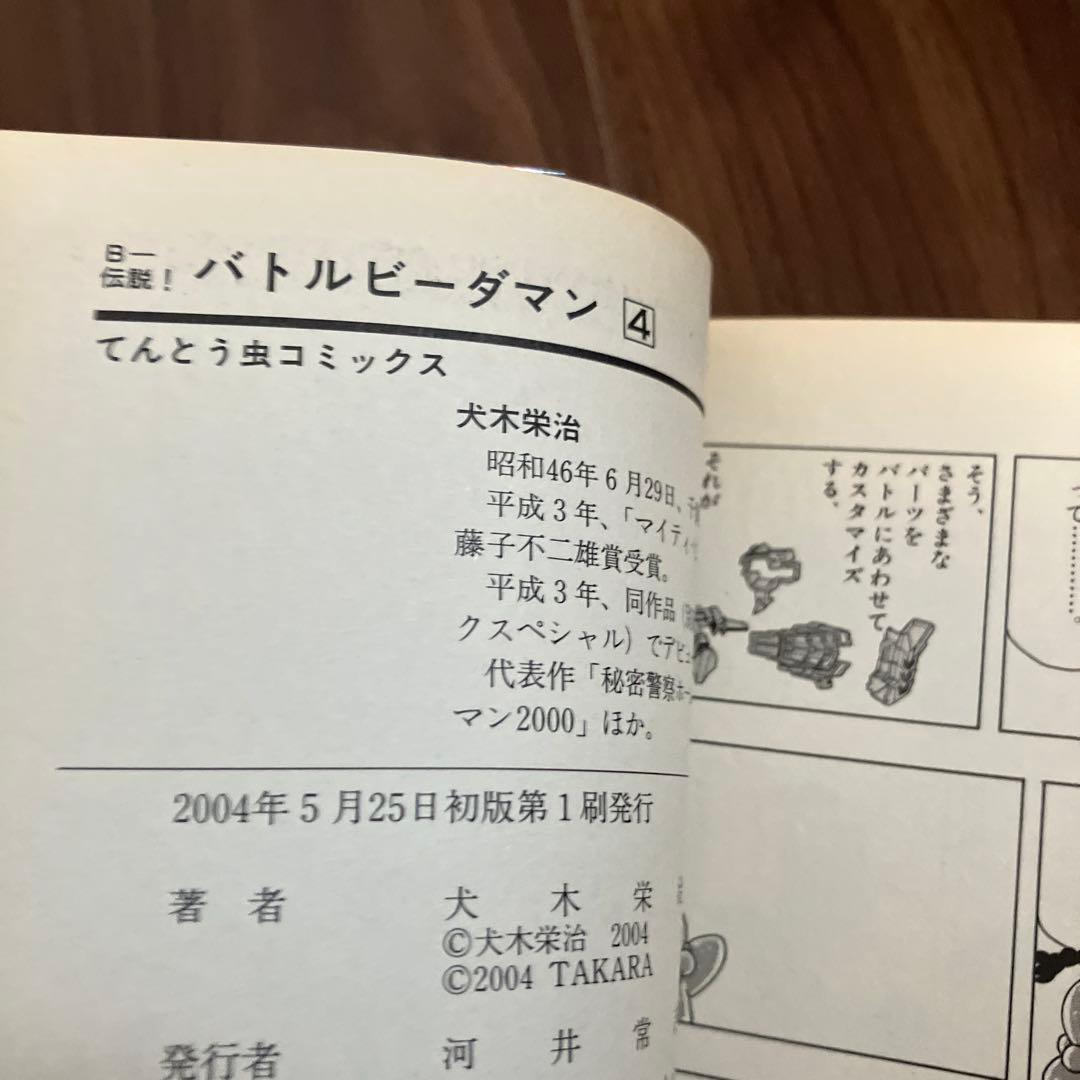 B－
伝説！ バトルビーダマン 4
てんとう虫コミックス
犬木栄治
昭和46年6月29日、
平成3年、「マイティ
藤子不二雄賞受賞。
平成3年、同作品
クスペシャル）でデビュ
代表作「秘密警察ホー
マン2000」ほか。
2004年5月25日初版第1刷発行
著者 犬木栄
©犬木栄治 2004
©2004 TAKARA
発行者 河井常
そう、
さまざまな
パーツを
バトルにあわせて
カスタマイズ
する。
それが
って………。